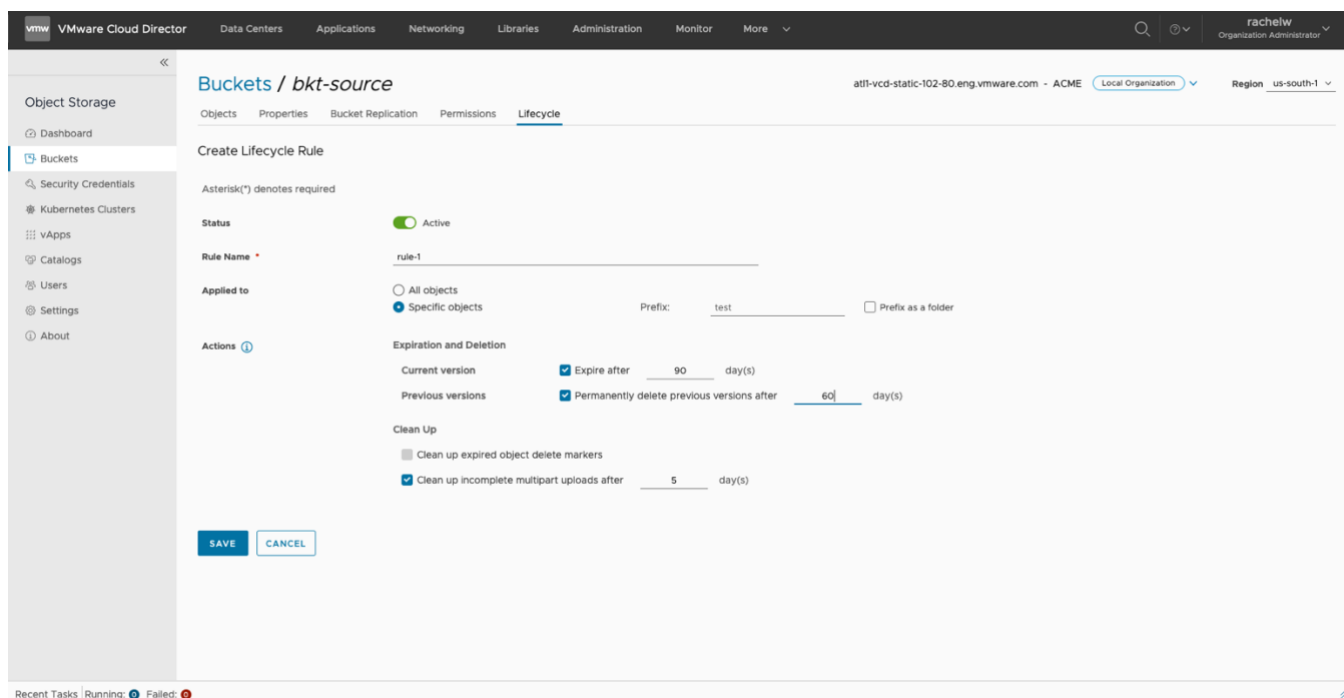 vmw VMware Cloud Director Data Centers Applications Networking Libraries Administration Monitor More rachelw
Organization Administrator
Object Storage
Dashboard
Buckets
Security Credentials
Kubernetes Clusters
vApps
Catalogs
Users
Settings
About
Buckets / bkt-source atl1-vcd-static-102-80.eng.vmware.com - ACME Local Organization Region us-south-1
Objects Properties Bucket Replication Permissions Lifecycle
Create Lifecycle Rule
Asterisk(*) denotes required
Status Active
Rule Name * rule-1
Applied to All objects
Specific objects Prefix: test Prefix as a folder
Actions Expiration and Deletion
Current version Expire after 90 day(s)
Previous versions Permanently delete previous versions after 60 day(s)
Clean Up
Clean up expired object delete markers
Clean up incomplete multipart uploads after 5 day(s)
SAVE CANCEL
Recent Tasks Running: 0 Failed: 0